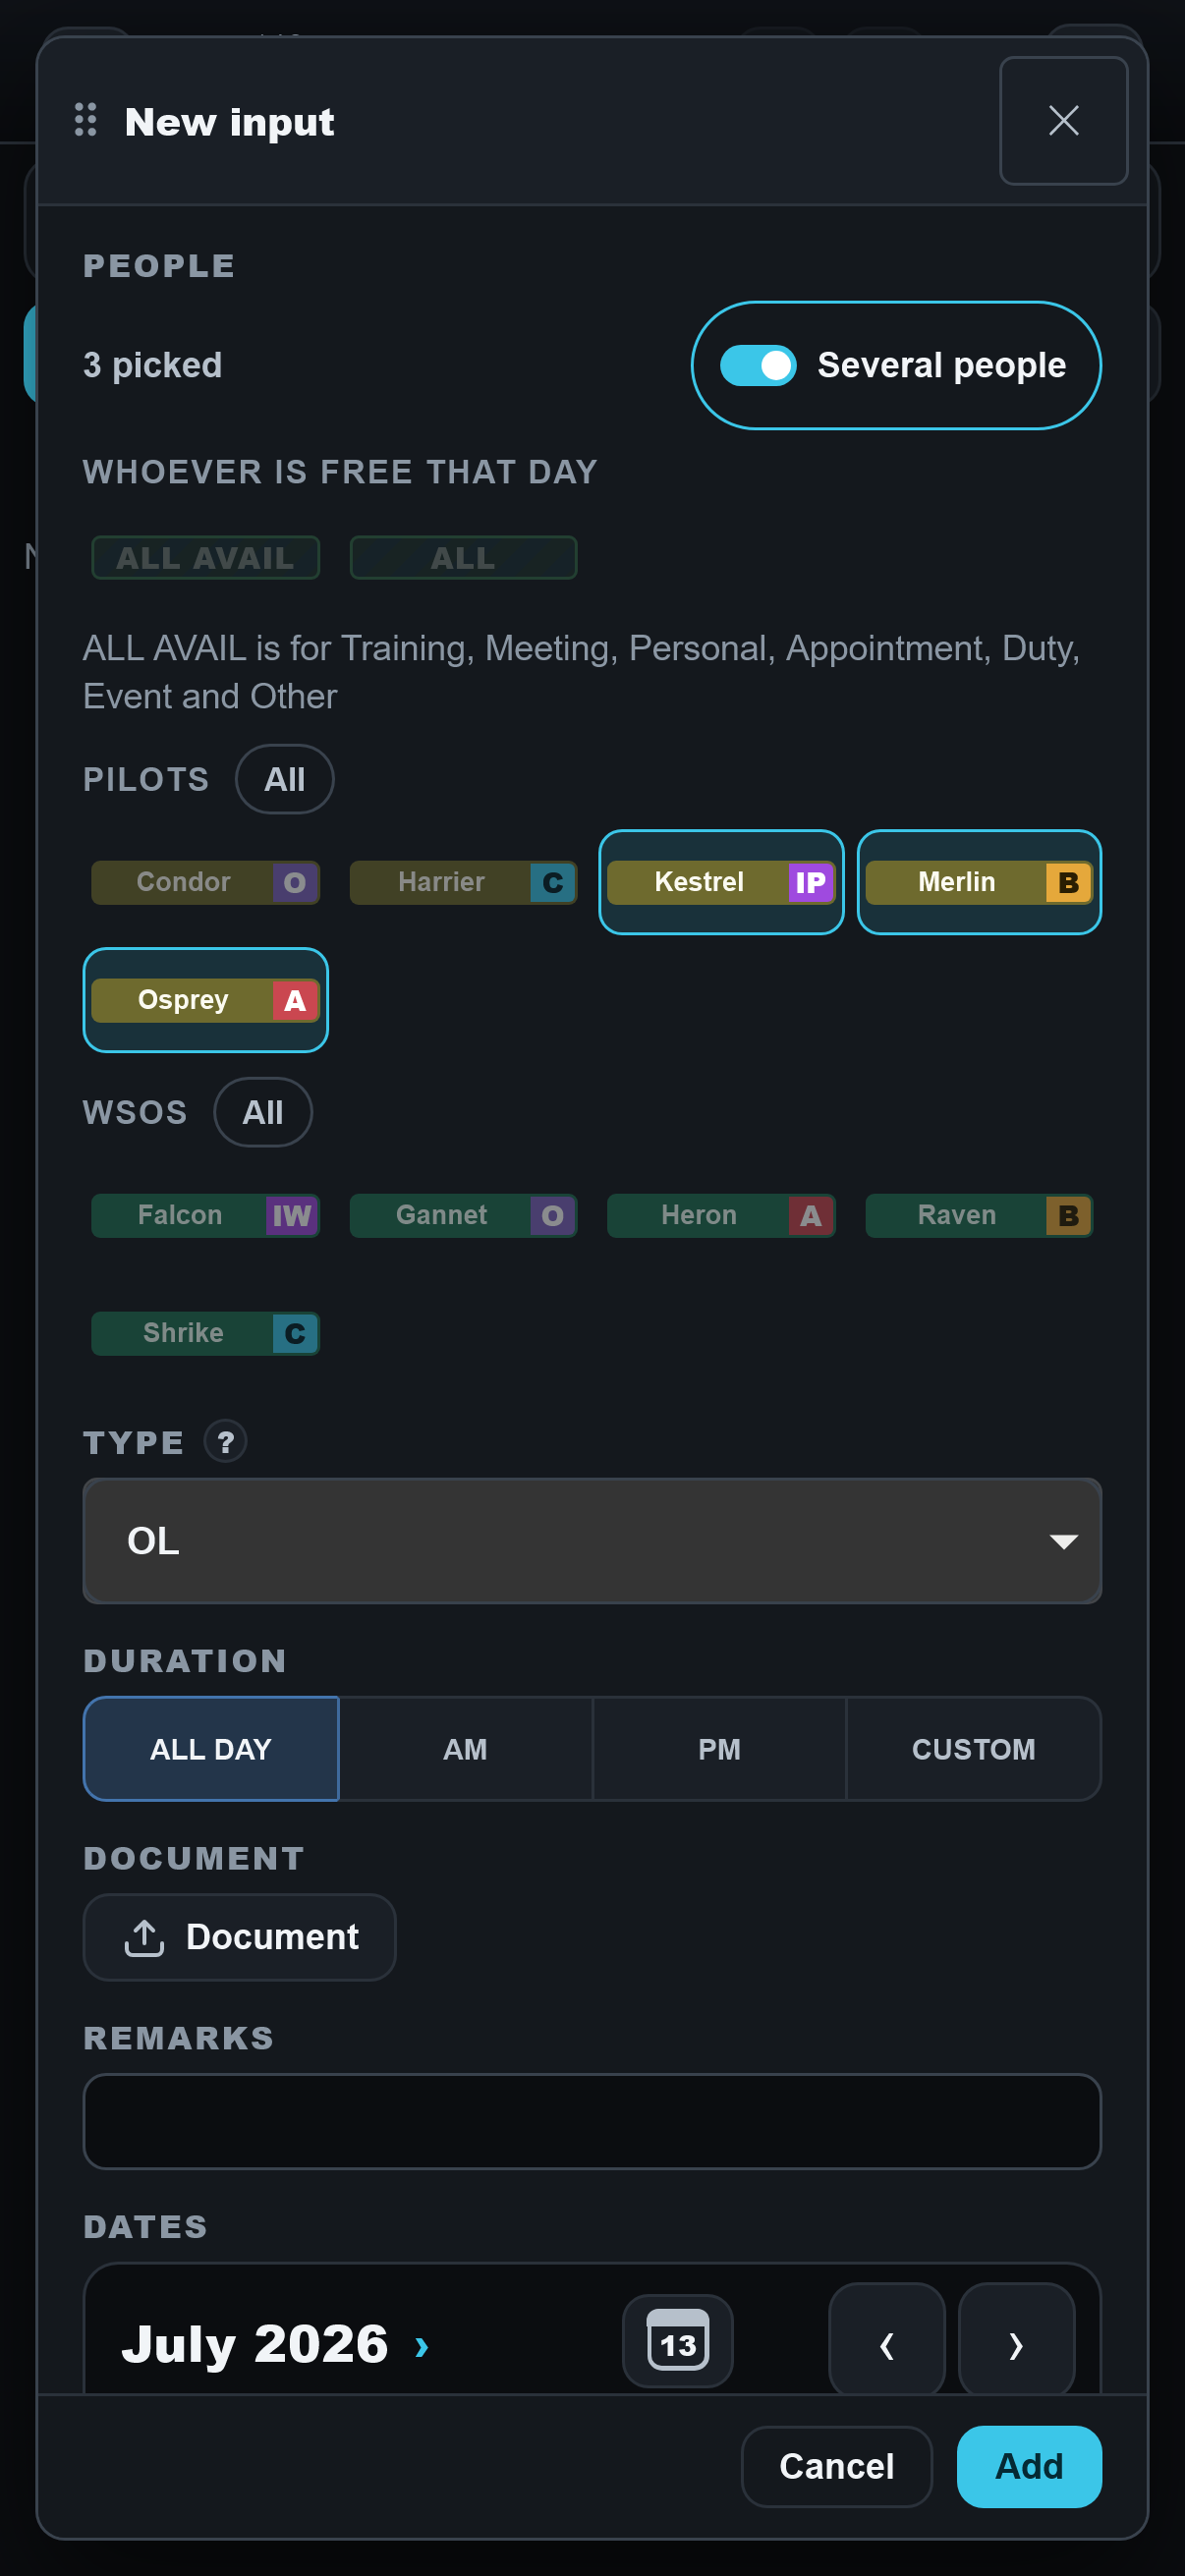 New input
PEOPLE
3 picked
Several people
WHOEVER IS FREE THAT DAY
ALL AVAIL
ALL
ALL AVAIL is for Training, Meeting, Personal, Appointment, Duty,
Event and Other
PILOTS All
Condor O
Harrier C
Kestrel IP
Merlin B
Osprey A
WSOS All
Falcon IW
Gannet O
Heron A
Raven B
Shrike C
TYPE ?
OL
DURATION
ALL DAY
AM
PM
CUSTOM
DOCUMENT
Document
REMARKS
DATES
July 2026 ›
13
‹
›
Cancel
Add